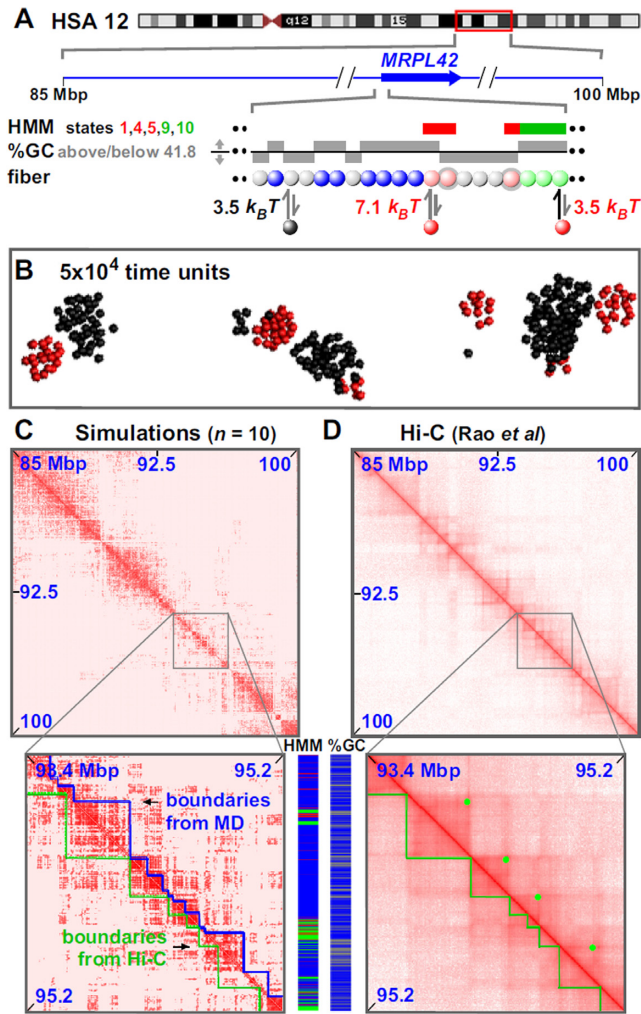 A HSA 12 q12 15
MRPL42
85 Mbp 100 Mbp
HMM states 1,4,5,9,10
%GC above/below 41.8
fiber
3.5 kBT 7.1 kBT 3.5 kBT
B 5x10⁴ time units
C Simulations (n = 10) D Hi-C (Rao et al)
85 Mbp 92.5 100 85 Mbp 92.5 100
92.5 92.5
100 100
HMM %GC
93.4 Mbp 95.2 93.4 Mbp 95.2
boundaries
from MD
boundaries
from Hi-C
95.2 95.2